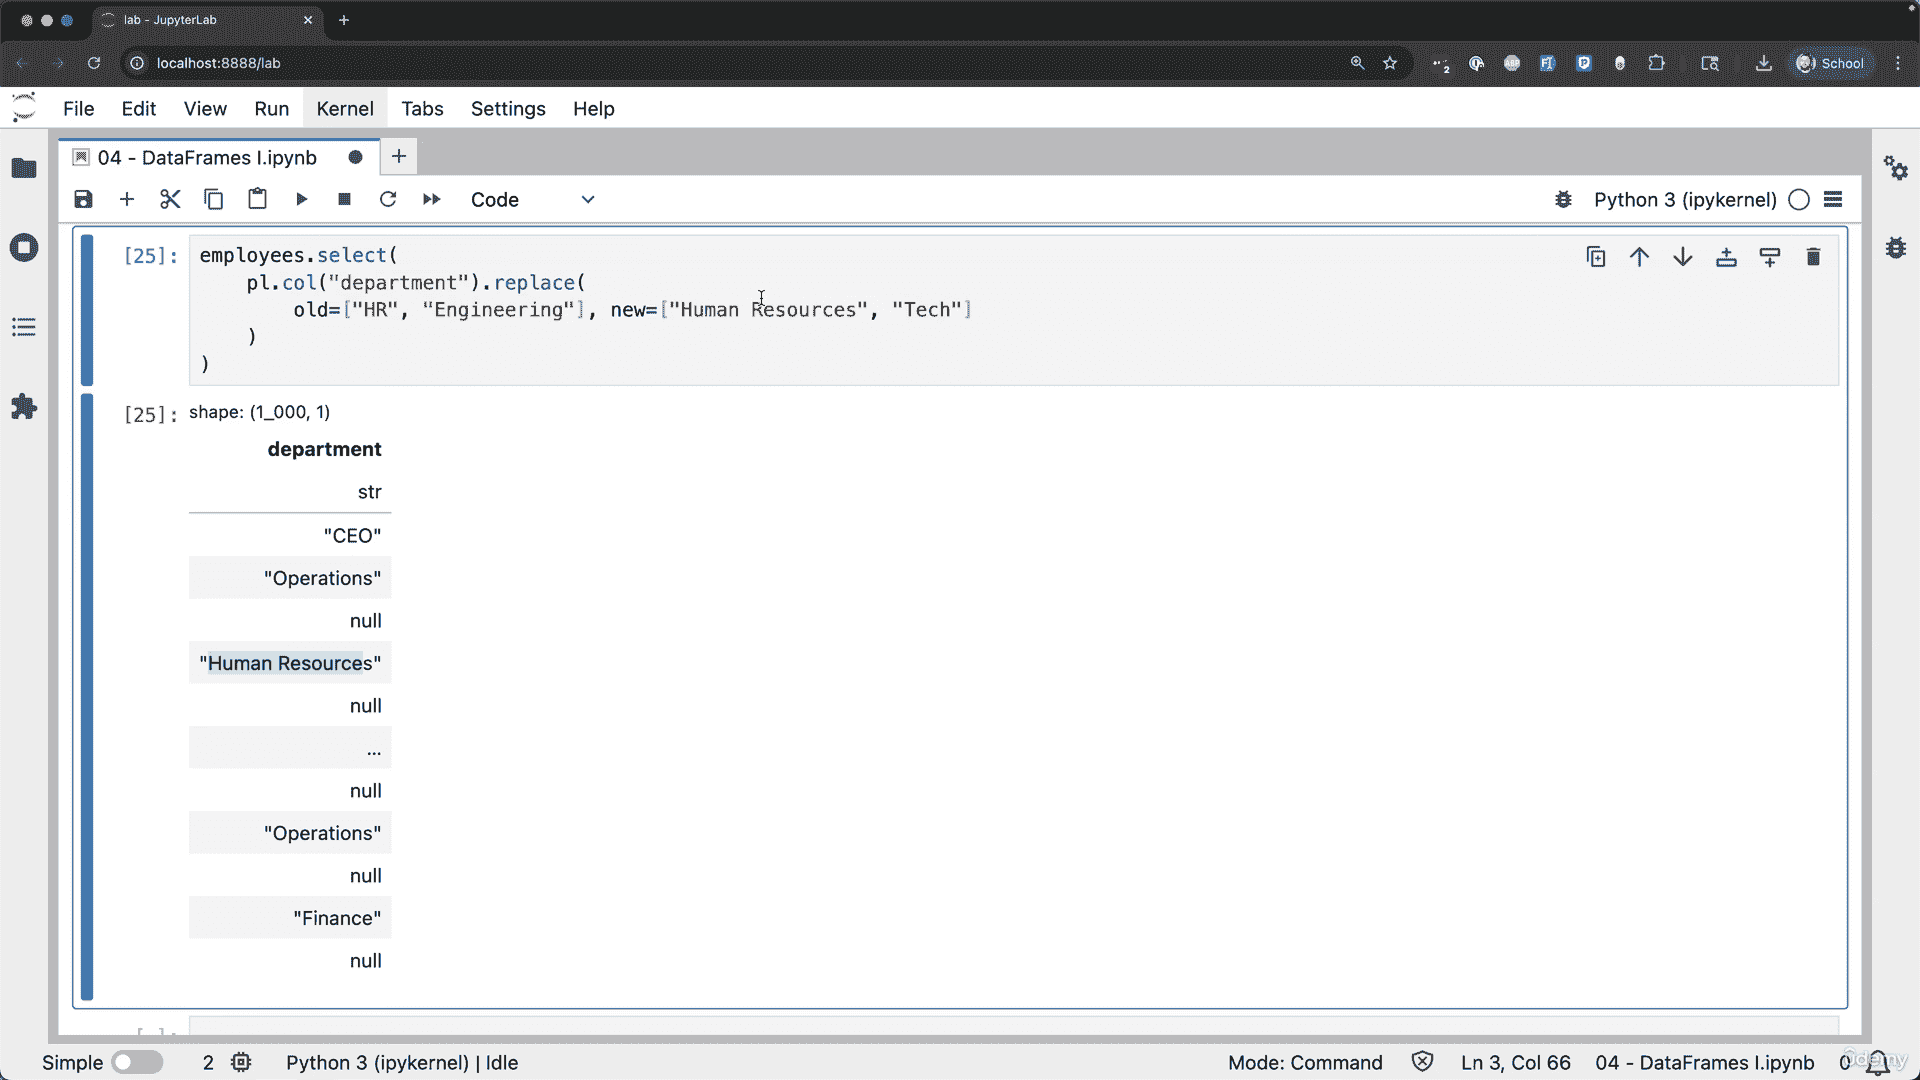 lab - JupyterLab
localhost:8888/lab
2
ABP
School
File Edit View Run Kernel Tabs Settings Help
04 - DataFrames I.ipynb
Code
Python 3 (ipykernel)
[25]:
employees.select(
pl.col("department").replace(
old=["HR", "Engineering"], new=["Human Resources", "Tech"]
)
)
[25]:
shape: (1_000, 1)
department
str
"CEO"
"Operations"
null
"Human Resources"
null
...
null
"Operations"
null
"Finance"
null
[ ]:
Simple 2 Python 3 (ipykernel) | Idle Mode: Command Ln 3, Col 66 04 - DataFrames I.ipynb 0